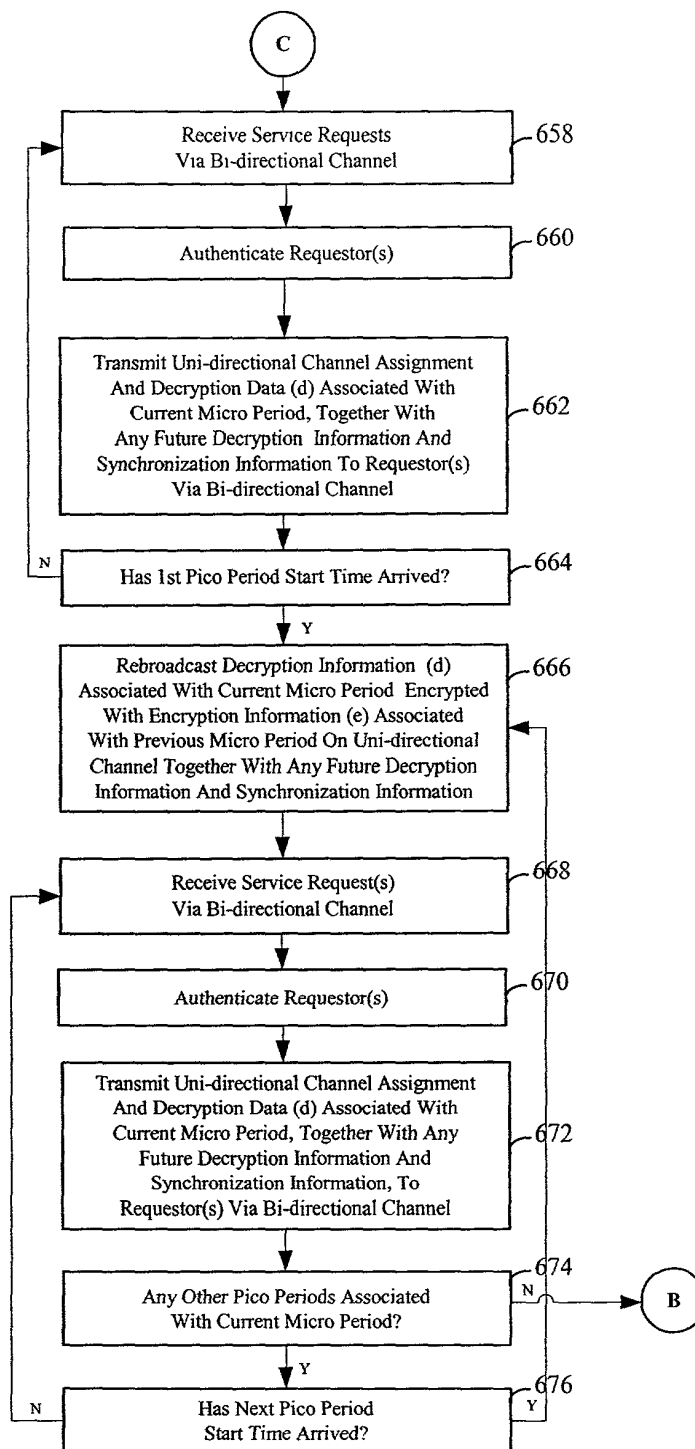 C
Receive Service Requests
Via Bi-directional Channel
658
Authenticate Requestor(s)
660
Transmit Uni-directional Channel Assignment
And Decryption Data (d) Associated With
Current Micro Period, Together With
Any Future Decryption Information And
Synchronization Information To Requestor(s)
Via Bi-directional Channel
662
N
Has 1st Pico Period Start Time Arrived?
664
Y
Rebroadcast Decryption Information (d)
Associated With Current Micro Period Encrypted
With Encryption Information (e) Associated
With Previous Micro Period On Uni-directional
Channel Together With Any Future Decryption
Information And Synchronization Information
666
Receive Service Request(s)
Via Bi-directional Channel
668
Authenticate Requestor(s)
670
Transmit Uni-directional Channel Assignment
And Decryption Data (d) Associated With
Current Micro Period, Together With Any
Future Decryption Information And
Synchronization Information, To
Requestor(s) Via Bi-directional Channel
672
Any Other Pico Periods Associated
With Current Micro Period?
674
N
B
Y
N
Has Next Pico Period
Start Time Arrived?
676
Y